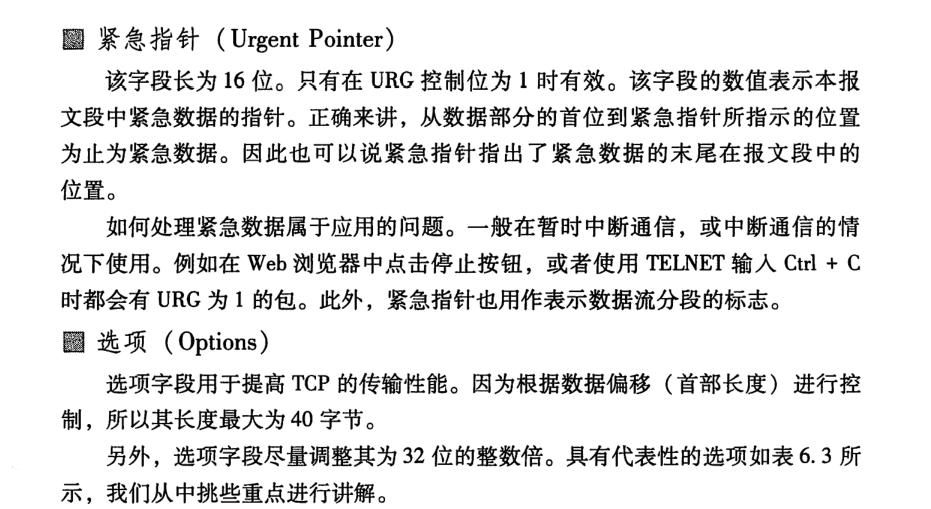 紧急指针（Urgent Pointer）
该字段长为 16 位。只有在 URG 控制位为 1 时有效。该字段的数值表示本报
文段中紧急数据的指针。正确来讲，从数据部分的首位到紧急指针所指示的位置
为止为紧急数据。因此也可以说紧急指针指出了紧急数据的末尾在报文段中的
位置。
如何处理紧急数据属于应用的问题。一般在暂时中断通信，或中断通信的情
况下使用。例如在 Web 浏览器中点击停止按钮，或者使用 TELNET 输入 Ctrl + C
时都会有 URG 为 1 的包。此外，紧急指针也用作表示数据流分段的标志。
选项（Options）
选项字段用于提高 TCP 的传输性能。因为根据数据偏移（首部长度）进行控
制，所以其长度最大为 40 字节。
另外，选项字段尽量调整其为 32 位的整数倍。具有代表性的选项如表 6.3 所
示，我们从中挑些重点进行讲解。